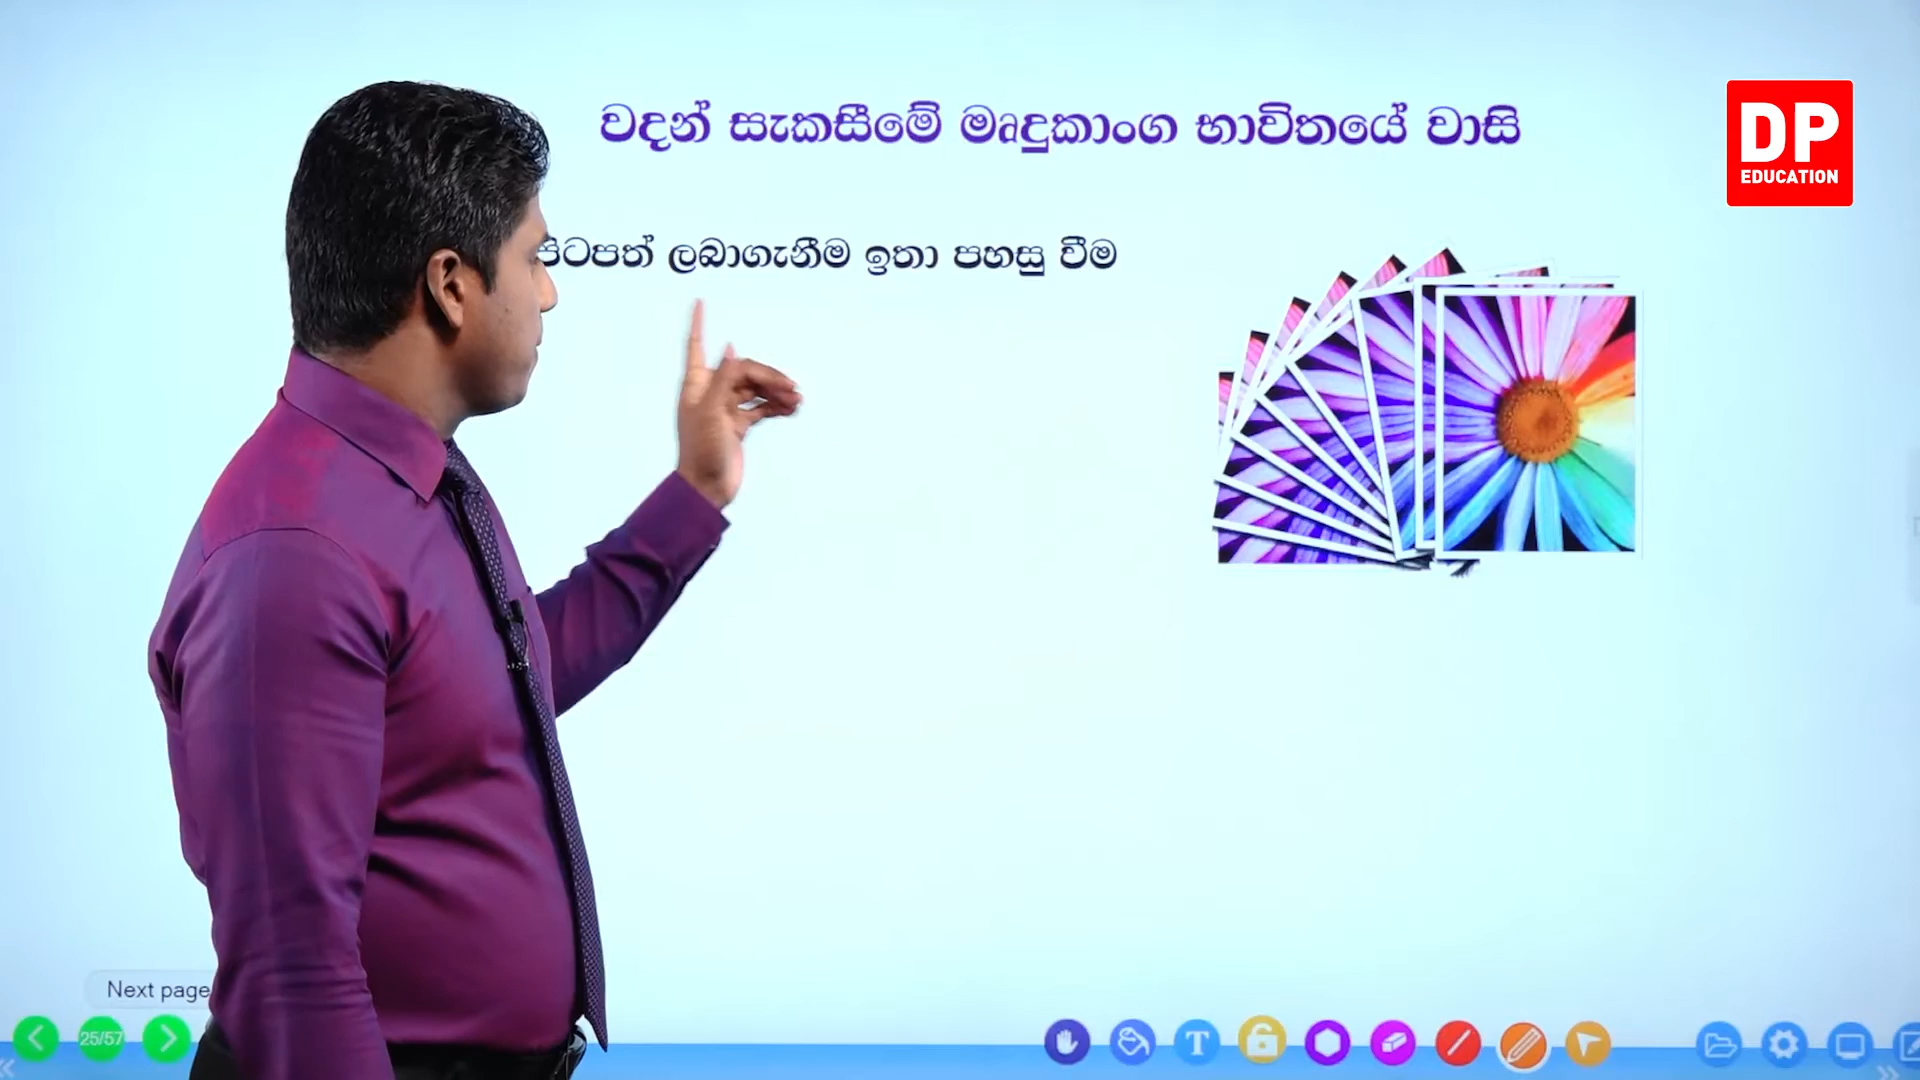 වදන් සැකසීමේ මෘදුකාංග භාවිතයේ වාසි
DP
EDUCATION
පිටපත් ලබාගැනීම ඉතා පහසු වීම
Next page
25/57
T